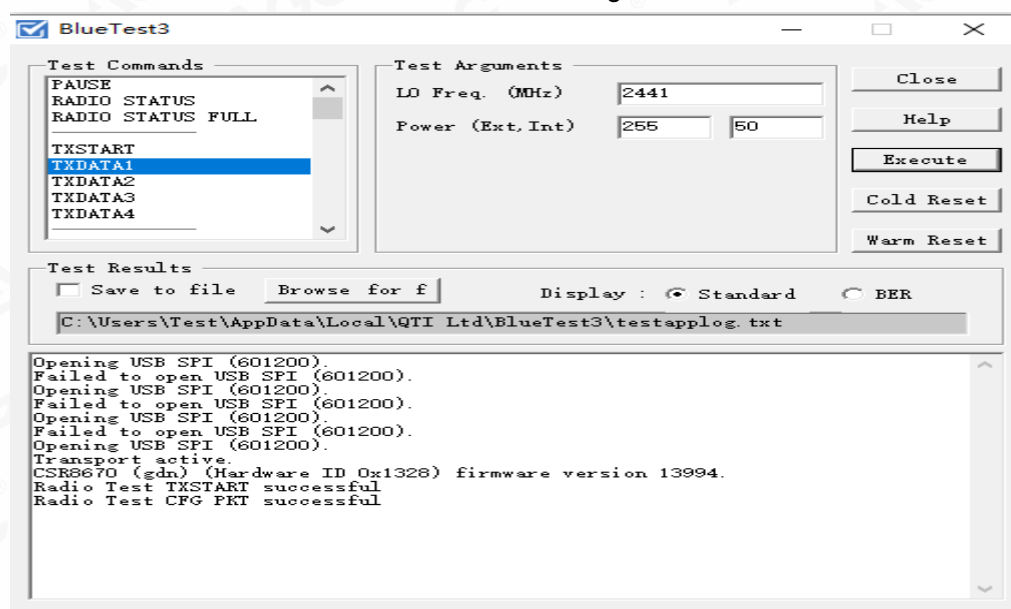 BlueTest3
Test Commands
PAUSE
RADIO STATUS
RADIO STATUS FULL
TXSTART
TXDATA1
TXDATA2
TXDATA3
TXDATA4
Test Arguments
LO Freq. (MHz) 2441
Power (Ext, Int) 255 50
Close
Help
Execute
Cold Reset
Warm Reset
Test Results
Save to file Browse for f Display : Standard BER
C:\Users\Test\AppData\Local\QTI Ltd\BlueTest3\testapplog.txt
Opening USB SPI (601200).
Failed to open USB SPI (601200).
Opening USB SPI (601200).
Failed to open USB SPI (601200).
Opening USB SPI (601200).
Failed to open USB SPI (601200).
Opening USB SPI (601200).
Transport active.
CSR8670 (gdn) (Hardware ID 0x1328) firmware version 13994.
Radio Test TXSTART successful
Radio Test CFG PKT successful